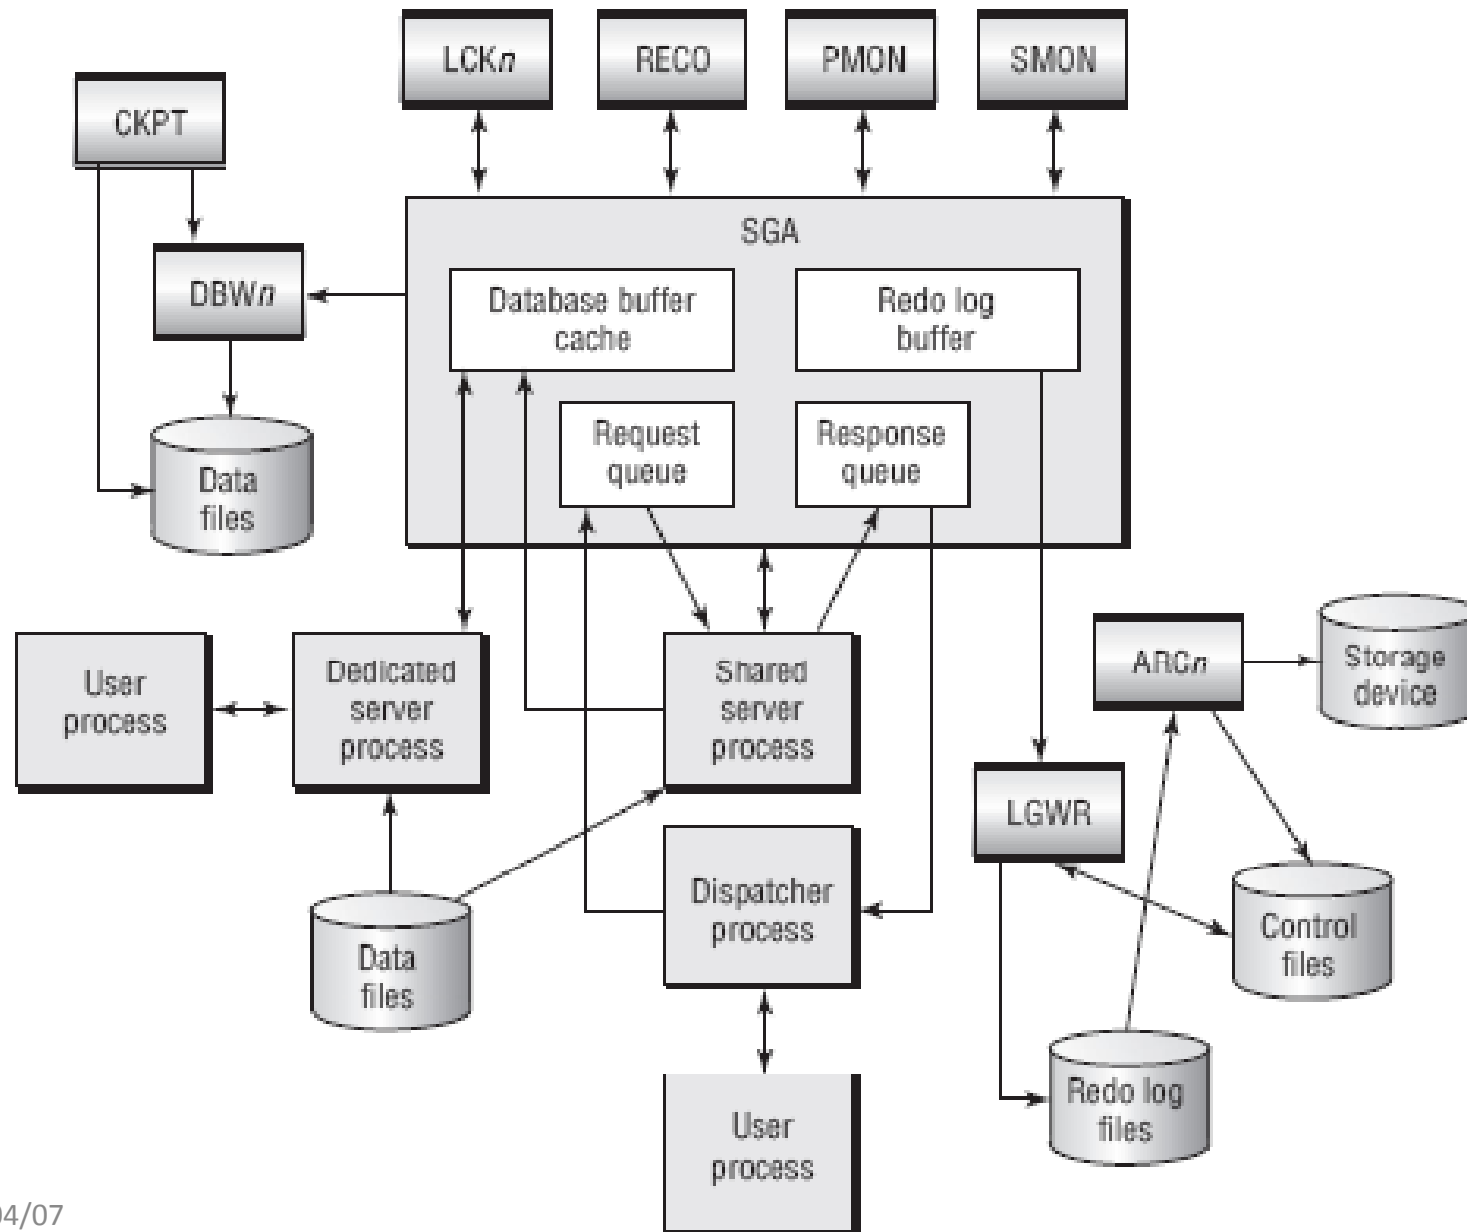 LCKn
RECO
PMON
SMON
CKPT
SGA
DBWn
Database buffer
cache
Redo log
buffer
Request
queue
Response
queue
Data
files
User
process
Dedicated
server
process
Shared
server
process
ARCn
Storage
device
LGWR
Dispatcher
process
Control
files
Data
files
Redo log
files
User
process
04/07